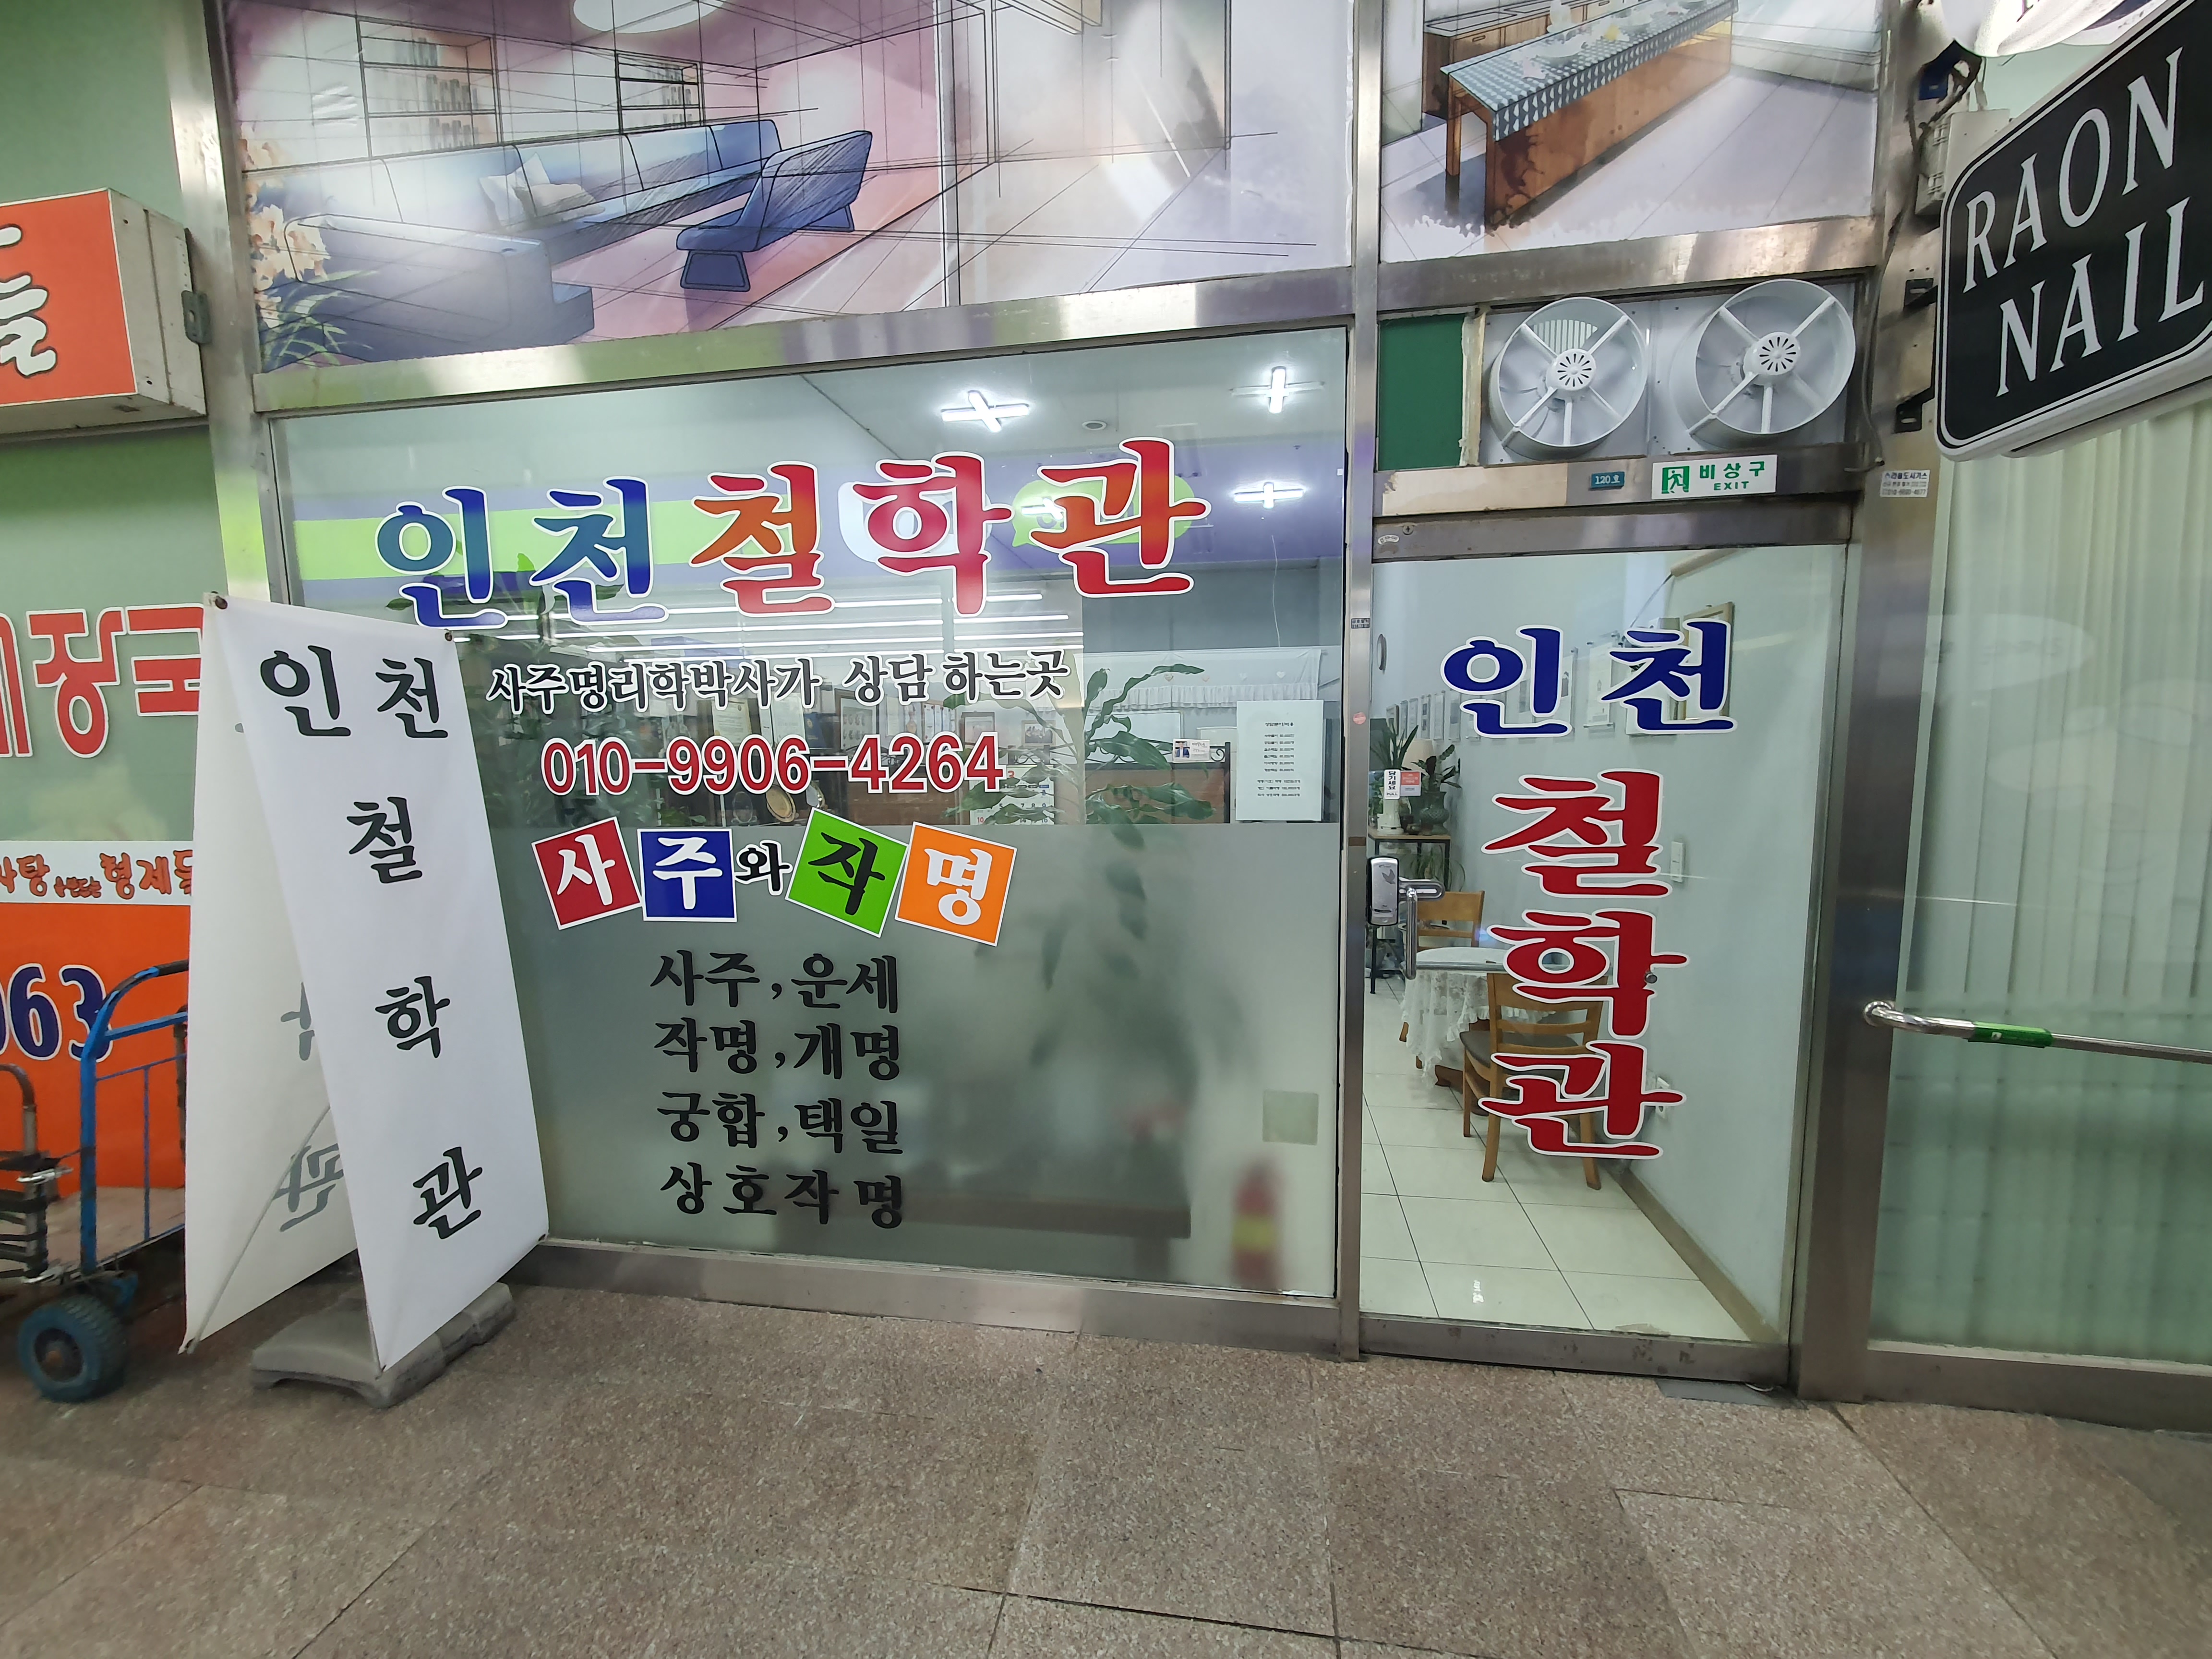 인천철학관
사주명리학박사가 상담 하는곳
010-9906-4264
사주와작명
사주,운세
작명,개명
궁합,택일
상호작명
인천
철
학
관
120호
비상구
EXIT
인천
철
학
관
RAON
NAIL
장국
063